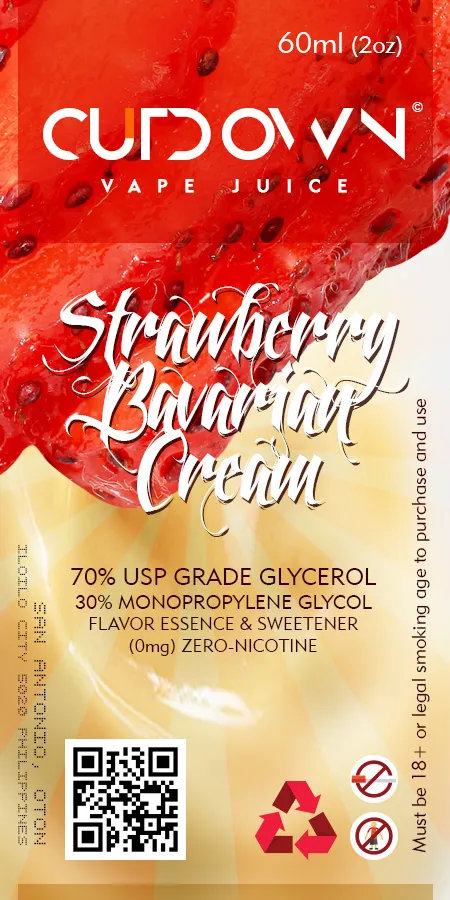 60ml (2oz)
CUTDOWN©
VAPE JUICE
Strawberry
Bavarian
Cream
70% USP GRADE GLYCEROL
30% MONOPROPYLENE GLYCOL
FLAVOR ESSENCE & SWEETENER
(0mg) ZERO-NICOTINE
SAN ANTONIO, OTON
ILOILO CITY 5020 PHILIPPINES
Must be 18+ or legal smoking age to purchase and use